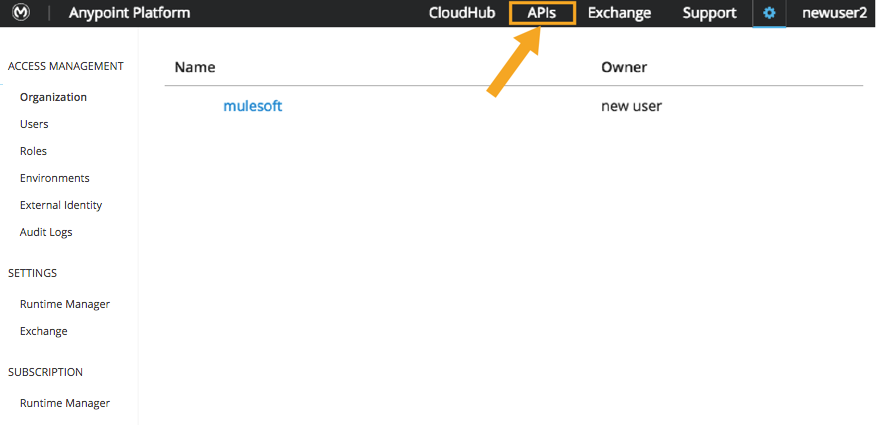 Anypoint Platform CloudHub APIs Exchange Support newuser2
ACCESS MANAGEMENT
Organization
Users
Roles
Environments
External Identity
Audit Logs
SETTINGS
Runtime Manager
Exchange
SUBSCRIPTION
Runtime Manager
Name Owner
mulesoft new user